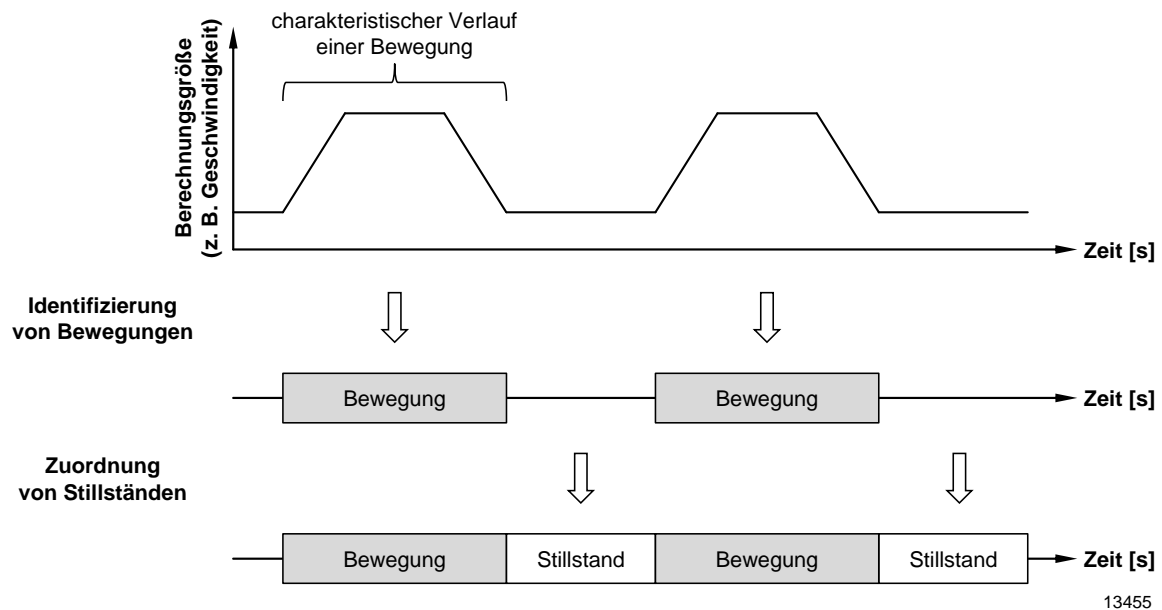 charakteristischer Verlauf
einer Bewegung
Berechnungsgröße
(z. B. Geschwindigkeit)
Zeit [s]
Identifizierung
von Bewegungen
Bewegung
Bewegung
Zeit [s]
Zuordnung
von Stillständen
Bewegung
Stillstand
Bewegung
Stillstand
Zeit [s]
13455